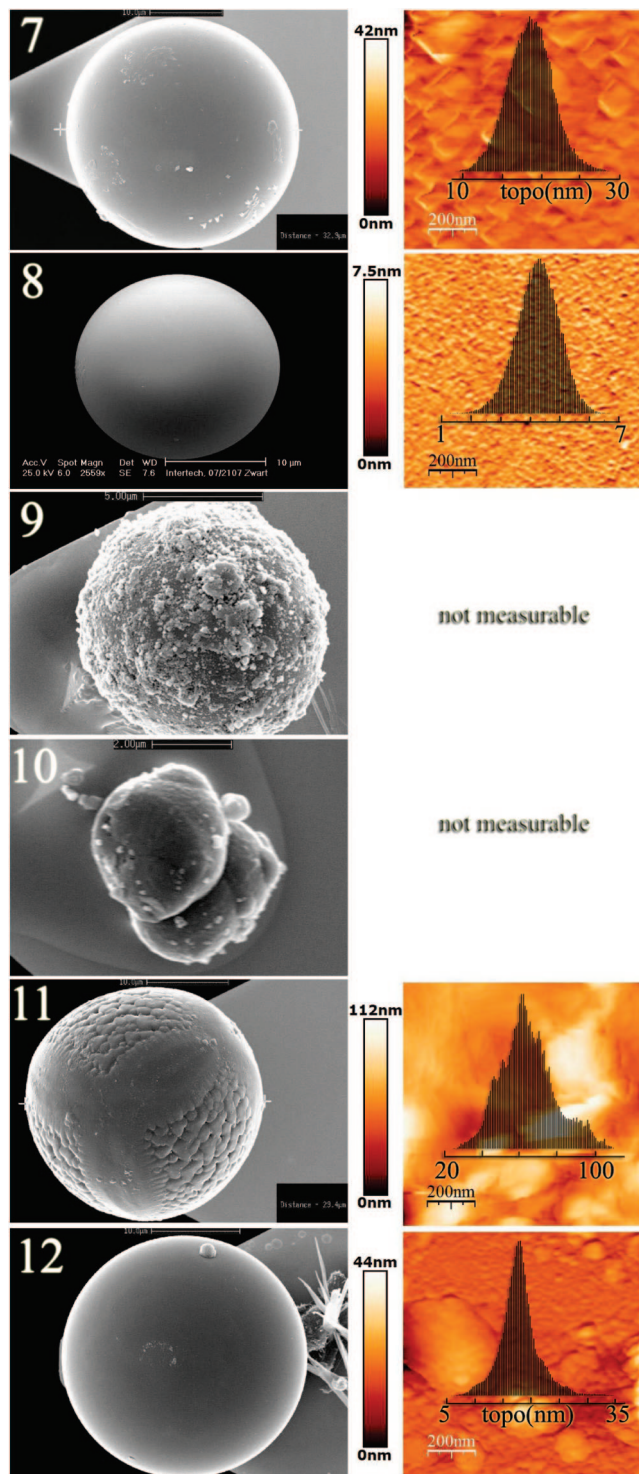 7
10.0µm
Distance = 32.9µm
42nm
0nm
10 topo(nm) 30
200nm
8
Acc.V Spot Magn Det WD
25.0 kV 6.0 2559x SE 7.6 Intertech, 07/2107 Zwart
10 µm
7.5nm
0nm
1 7
200nm
9
5.00µm
not measurable
10
2.00µm
not measurable
11
10.0µm
Distance = 29.4µm
112nm
0nm
20 100
200nm
12
10.0µm
44nm
0nm
5 topo(nm) 35
200nm